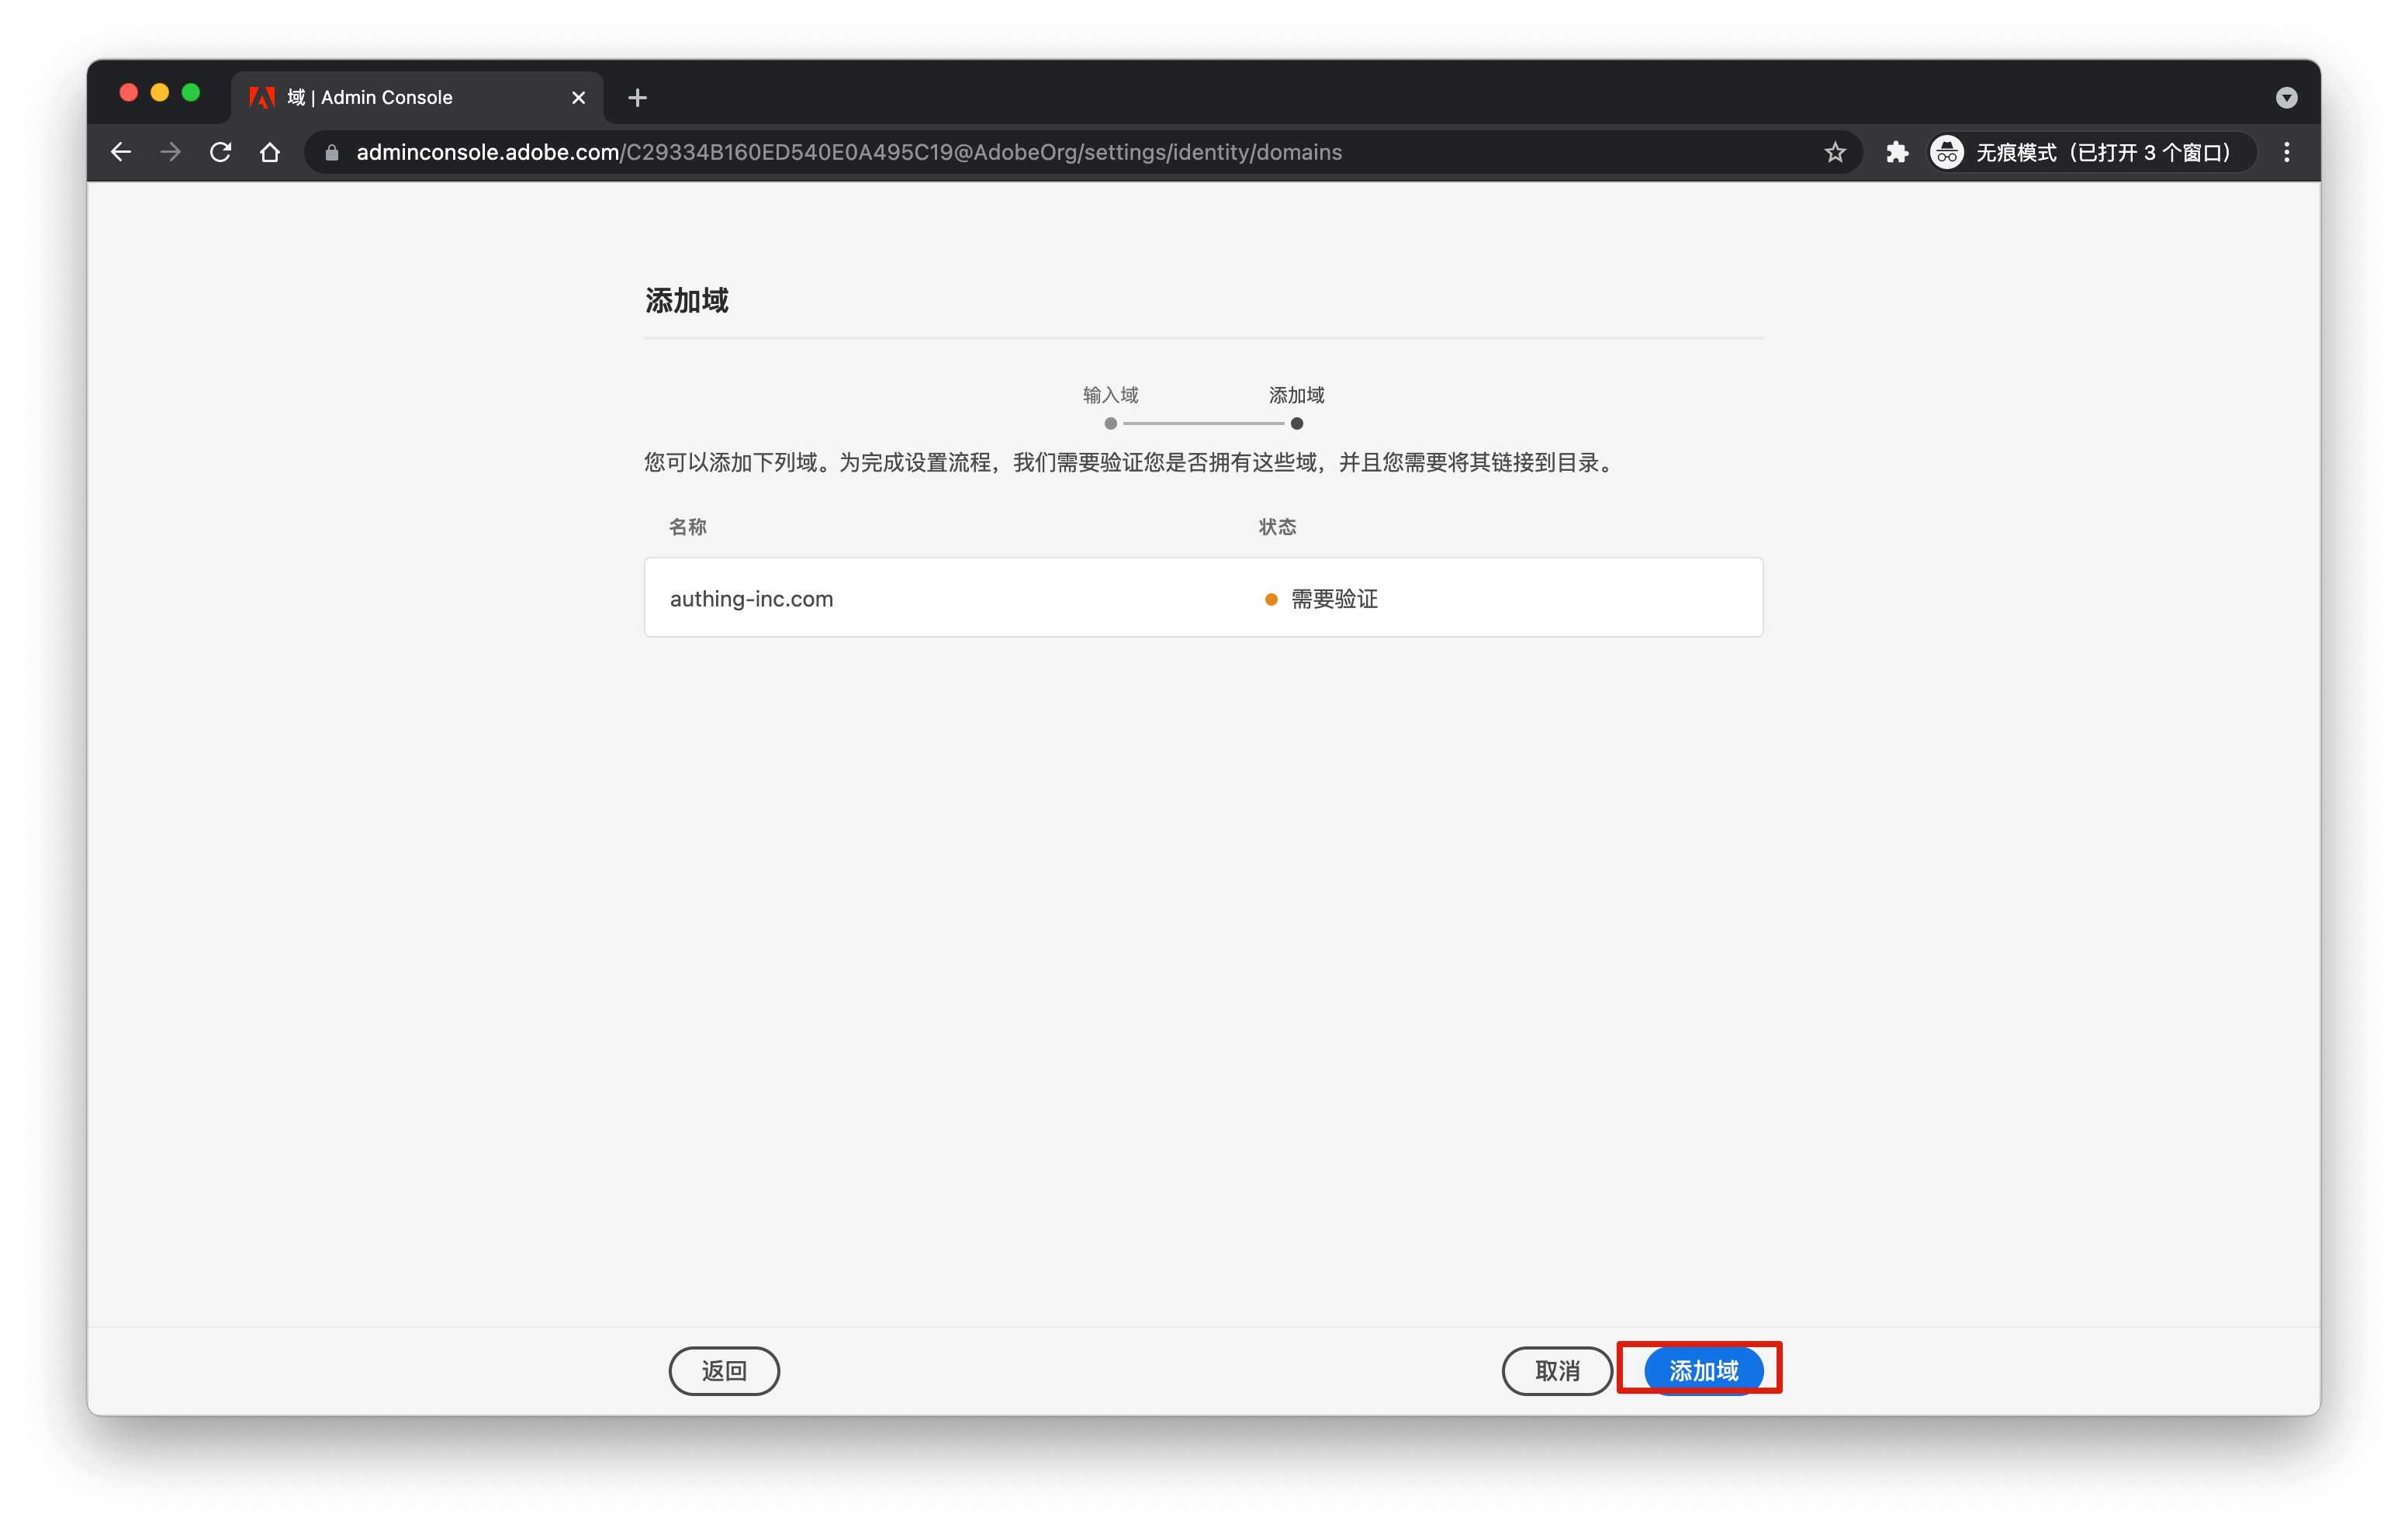 域 | Admin Console
adminconsole.adobe.com/C29334B160ED540E0A495C19@AdobeOrg/settings/identity/domains
无痕模式（已打开 3 个窗口）
添加域
输入域
添加域
您可以添加下列域。为完成设置流程，我们需要验证您是否拥有这些域，并且您需要将其链接到目录。
名称
状态
authing-inc.com
需要验证
返回
取消
添加域